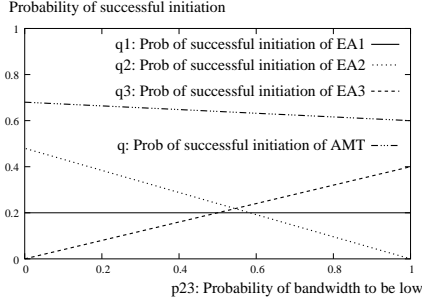 Probability of successful initiation
1
q1: Prob of successful initiation of EA1
q2: Prob of successful initiation of EA2
0.8
q3: Prob of successful initiation of EA3
0.6
q: Prob of successful initiation of AMT
0.4
0.2
0
0 0.2 0.4 0.6 0.8 1
p23: Probability of bandwidth to be low